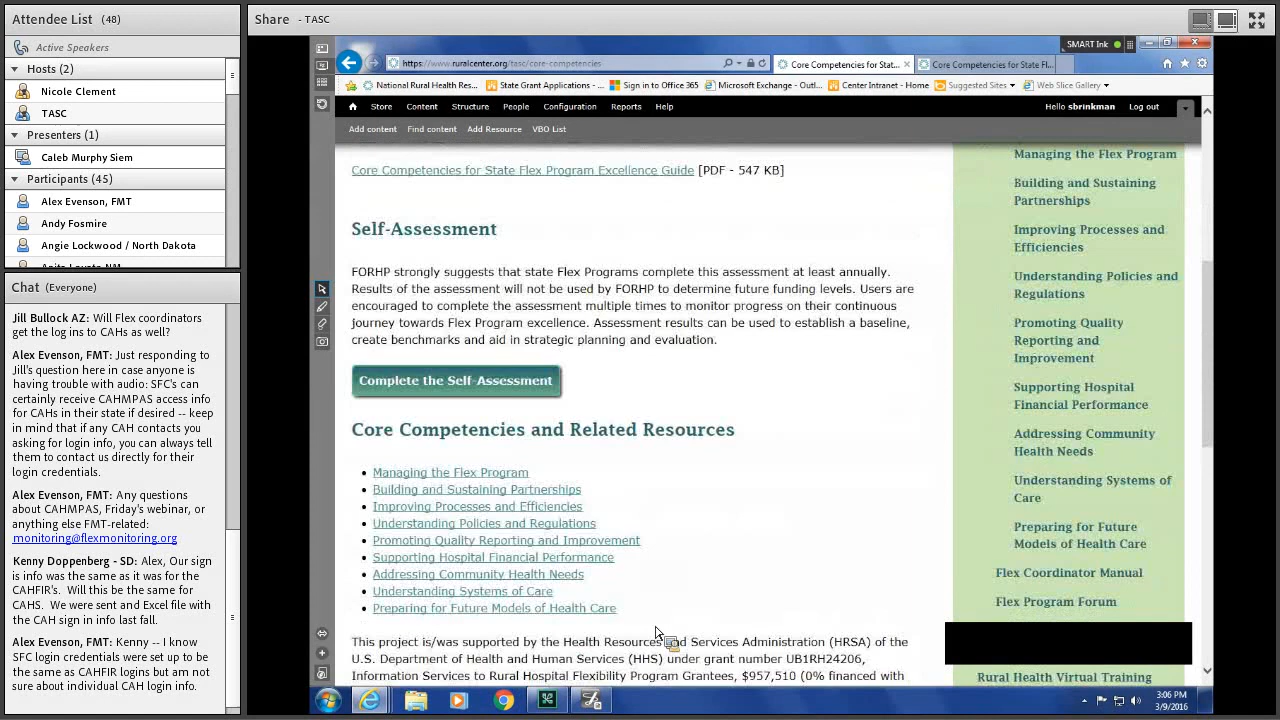 Attendee List (48)
Active Speakers
Hosts (2)
Nicole Clement
TASC
Presenters (1)
Caleb Murphy Siem
Participants (45)
Alex Evenson, FMT
Andy Fosmire
Angie Lockwood / North Dakota
Chat (Everyone)
Jill Bullock AZ: Will Flex coordinators
get the log ins to CAHs as well?
Alex Evenson, FMT: Just responding to
Jill's question here in case anyone is
having trouble with audio: SFC's can
certainly receive CAHMPAS access info
for CAHs in their state if desired -- keep
in mind that if any CAH contacts you
asking for login info, you can always tell
them to contact us directly for their
login credentials.
Alex Evenson, FMT: Any questions
about CAHMPAS, Friday's webinar, or
anything else FMT-related:
monitoring@flexmonitoring.org
Kenny Doppenberg - SD: Alex, Our sign
is info was the same as it was for the
CAHFIR's. Will this be the same for
CAHS. We were sent and Excel file with
the CAH sign in info last fall.
Alex Evenson, FMT: Kenny -- I know
SFC login credentials were set up to be
the same as CAHFIR logins but am not
sure about individual CAH login info.
Share - TASC
SMART Ink
https://www.ruralcenter.org/tasc/core-competencies
Core Competencies for Stat...
Core Competencies for State Fl...
National Rural Health Res...
State Grant Applications - ...
Sign in to Office 365
Microsoft Exchange - Outl...
Center Intranet - Home
Suggested Sites
Web Slice Gallery
Store Content Structure People Configuration Reports Help
Hello sbrinkman Log out
Add content Find content Add Resource VBO List
Core Competencies for State Flex Program Excellence Guide [PDF - 547 KB]
Self-Assessment
FORHP strongly suggests that state Flex Programs complete this assessment at least annually.
Results of the assessment will not be used by FORHP to determine future funding levels. Users are
encouraged to complete the assessment multiple times to monitor progress on their continuous
journey towards Flex Program excellence. Assessment results can be used to establish a baseline,
create benchmarks and aid in strategic planning and evaluation.
Complete the Self-Assessment
Core Competencies and Related Resources
Managing the Flex Program
Building and Sustaining Partnerships
Improving Processes and Efficiencies
Understanding Policies and Regulations
Promoting Quality Reporting and Improvement
Supporting Hospital Financial Performance
Addressing Community Health Needs
Understanding Systems of Care
Preparing for Future Models of Health Care
This project is/was supported by the Health Resources Services Administration (HRSA) of the
U.S. Department of Health and Human Services (HHS) under grant number UB1RH24206,
Information Services to Rural Hospital Flexibility Program Grantees, $957,510 (0% financed with
Managing the Flex Program
Building and Sustaining
Partnerships
Improving Processes and
Efficiencies
Understanding Policies and
Regulations
Promoting Quality
Reporting and
Improvement
Supporting Hospital
Financial Performance
Addressing Community
Health Needs
Understanding Systems of
Care
Preparing for Future
Models of Health Care
Flex Coordinator Manual
Flex Program Forum
Rural Health Virtual Training
3:06 PM
3/9/2016